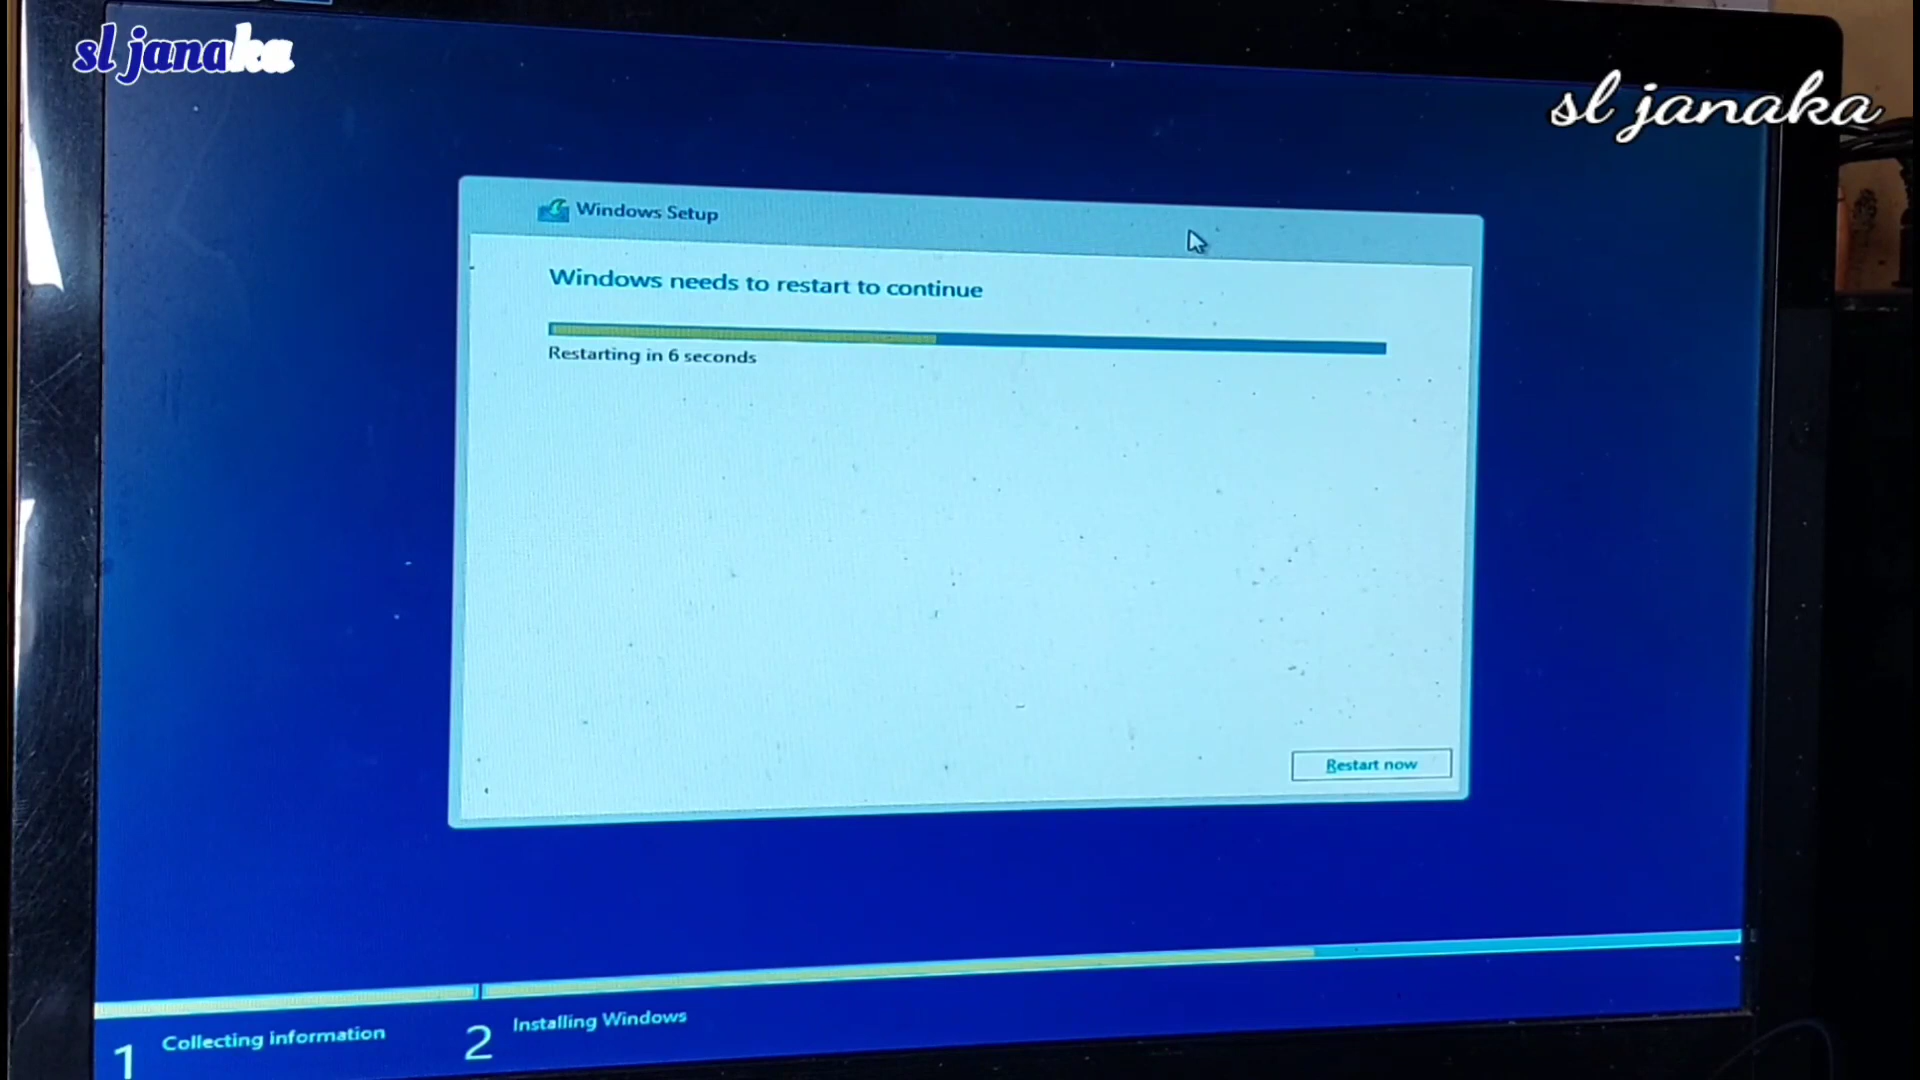 sl janaka
sl janaka
Windows Setup
Windows needs to restart to continue
Restarting in 6 seconds
Restart now
1 Collecting information
2 Installing Windows